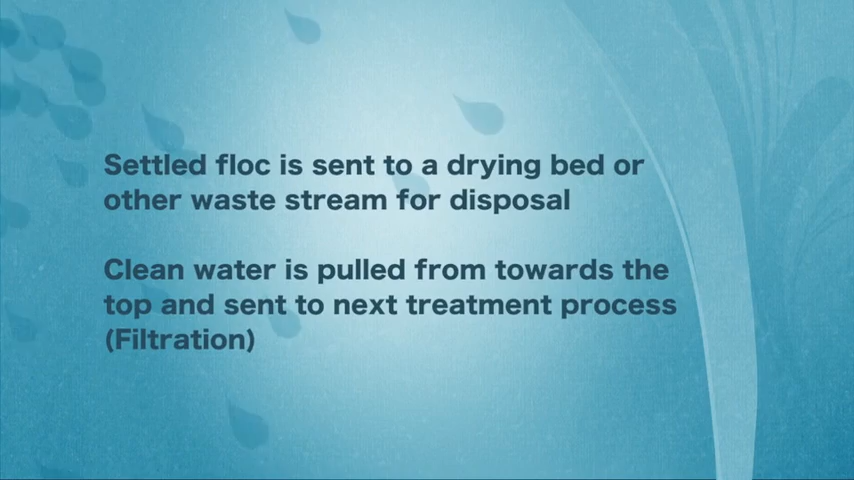 Settled floc is sent to a drying bed or
other waste stream for disposal
Clean water is pulled from towards the
top and sent to next treatment process
(Filtration)